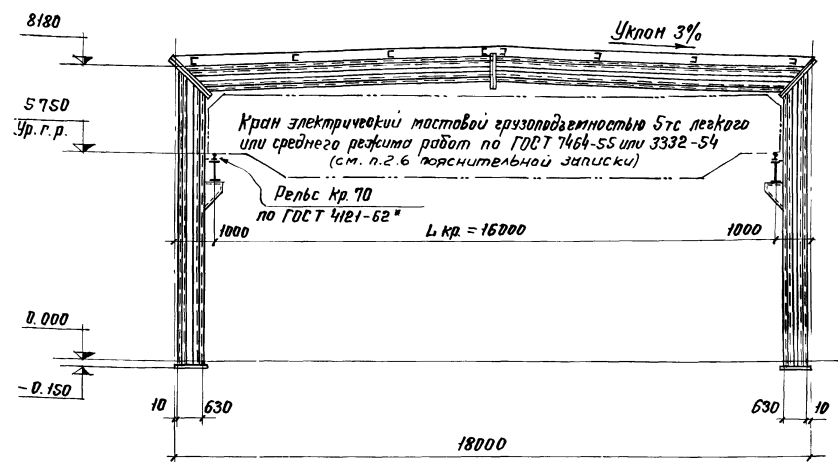 8180
Уклон 3%
5750
Ур.г.р.
Кран электрический мостовой грузоподъемностью 5тс легкого
или среднего режима работ по ГОСТ 7464-55 или 3332-54
(см. п.2.6 пояснительной записки)
Рельс кр. 70
по ГОСТ 4121-62*
1000
L кр. = 16000
1000
0.000
-0.150
10
630
630
10
18000